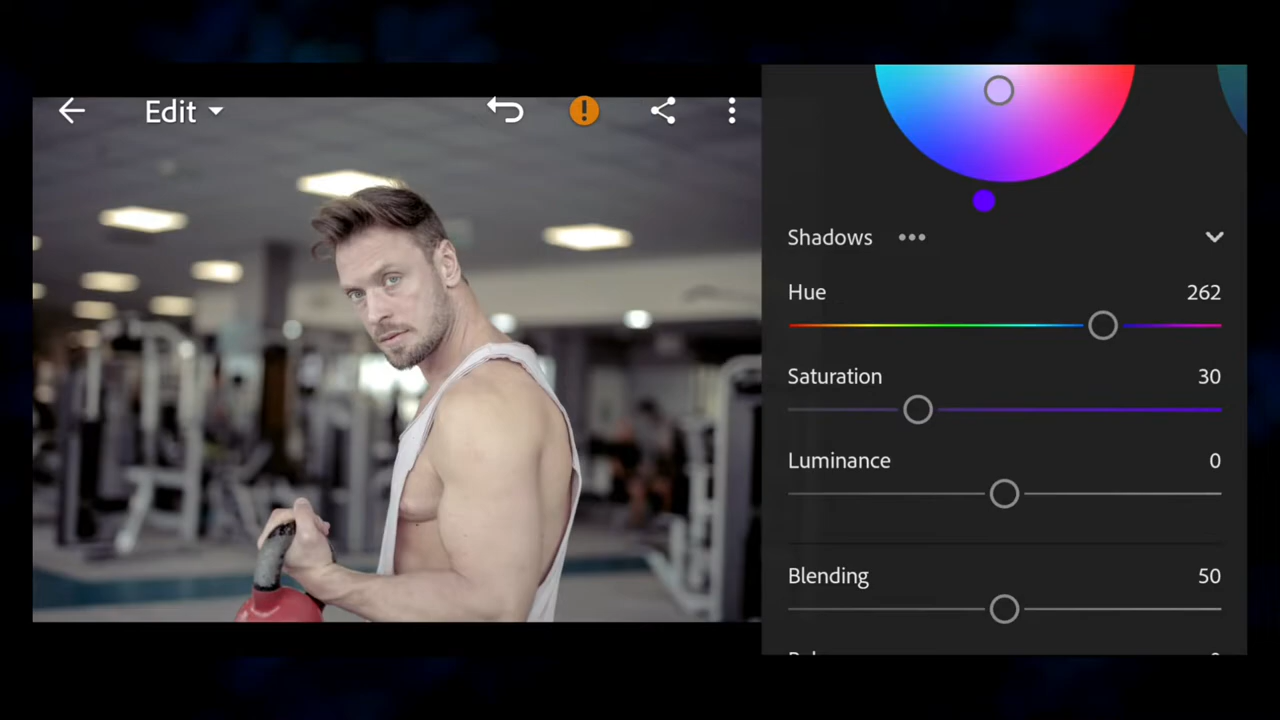 Edit
Shadows
Hue 262
Saturation 30
Luminance 0
Blending 50